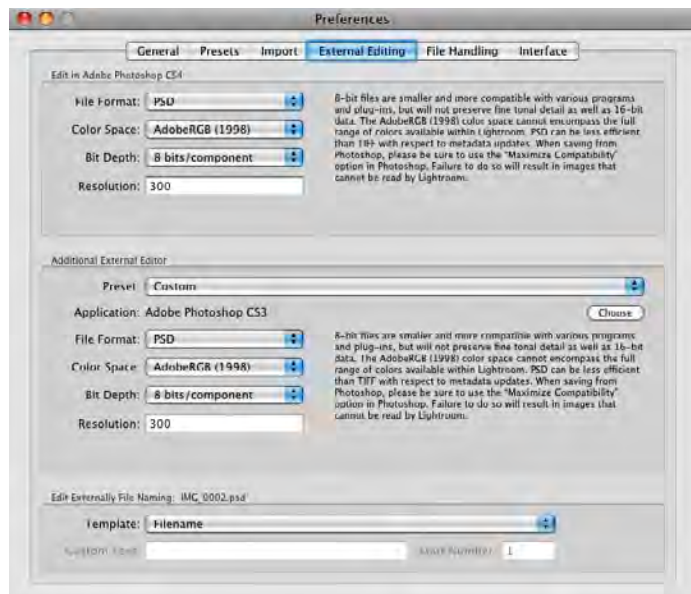 Preferences
General Presets Import External Editing File Handling Interface
Edit in Adobe Photoshop CS4
File Format: PSD
Color Space: AdobeRGB (1998)
Bit Depth: 8 bits/component
Resolution: 300
8-bit files are smaller and more compatible with various programs
and plug-ins, but will not preserve fine tonal detail as well as 16-bit
data. The AdobeRGB (1998) color space cannot encompass the full
range of colors available within Lightroom. PSD can be less efficient
than TIFF with respect to metadata updates. When saving from
Photoshop, please be sure to use the "Maximize Compatibility"
option in Photoshop. Failure to do so will result in images that
cannot be read by Lightroom.
Additional External Editor
Preset: Custom
Application: Adobe Photoshop CS3
Choose
File Format: PSD
Color Space: AdobeRGB (1998)
Bit Depth: 8 bits/component
Resolution: 300
8-bit files are smaller and more compatible with various programs
and plug-ins, but will not preserve fine tonal detail as well as 16-bit
data. The AdobeRGB (1998) color space cannot encompass the full
range of colors available within Lightroom. PSD can be less efficient
than TIFF with respect to metadata updates. When saving from
Photoshop, please be sure to use the "Maximize Compatibility"
option in Photoshop. Failure to do so will result in images that
cannot be read by Lightroom.
Edit Externally File Naming: IMG_0002.psd
Template: Filename
Custom Text: Start Number: 1